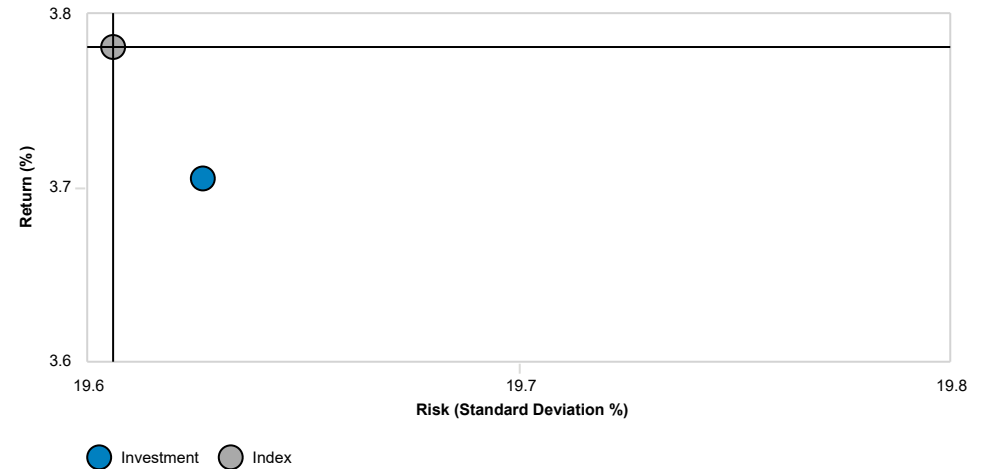 3.8
3.7
3.6
Return (%)
19.6 19.7 19.8
Risk (Standard Deviation %)
Investment Index